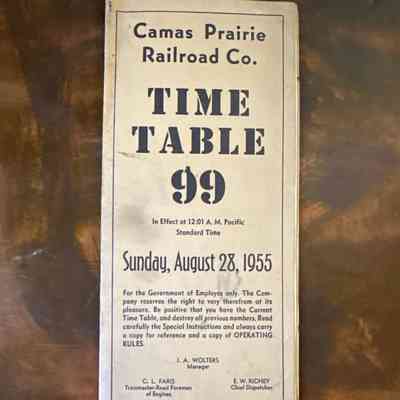 Camas Prairie
Railroad Co.
TIME
TABLE
99
In Effect at 12:01 A. M. Pacific
Standard Time
Sunday, August 28, 1955
For the Government of Employes only. The Com-
pany reserves the right to vary therefrom at its
pleasure. Be positive that you have the Current
Time Table, and destroy all previous numbers. Read
carefully the Special Instructions and always carry
a copy for reference and a copy of OPERATING
RULES.
J. A. WOLTERS
Manager
C. L. FARIS
Trainmaster-Road Foreman
of Engines
E. W. RICHEY
Chief Dispatcher